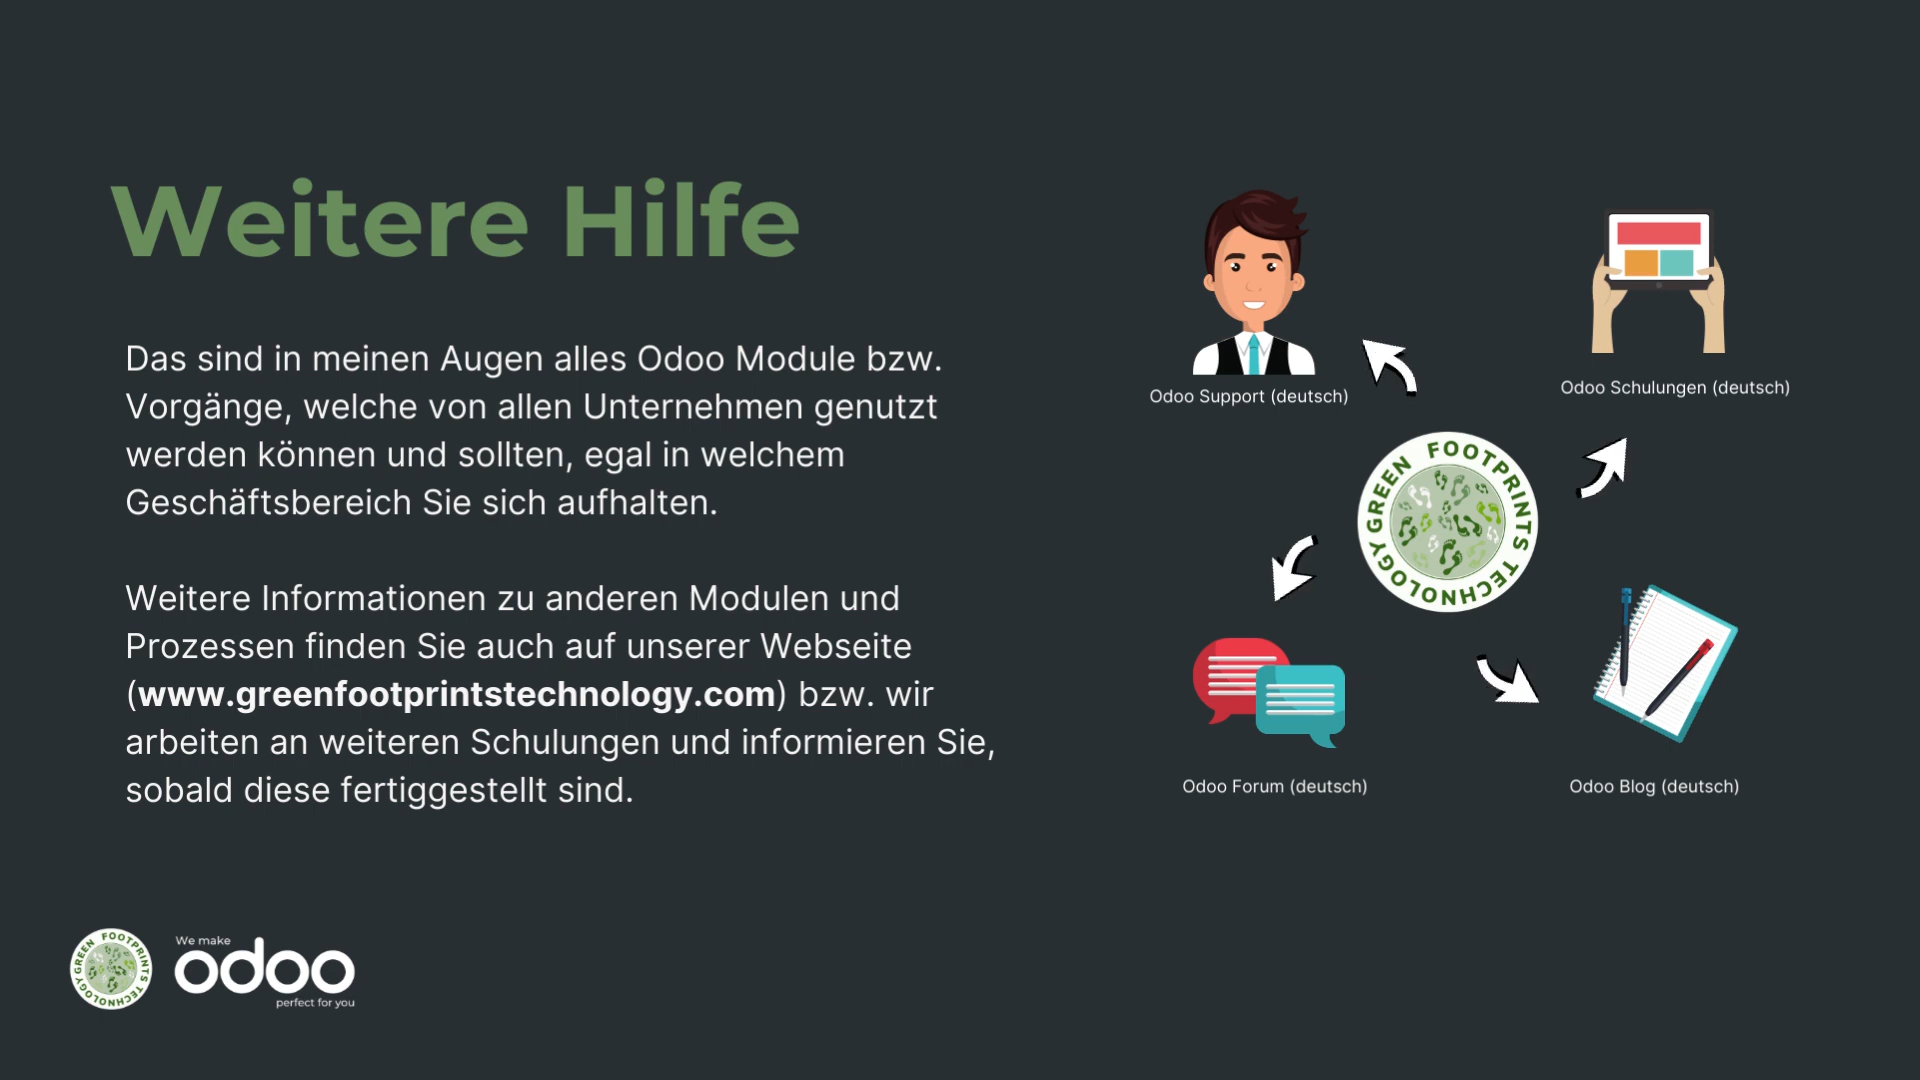 Weitere Hilfe
Das sind in meinen Augen alles Odoo Module bzw.
Vorgänge, welche von allen Unternehmen genutzt
werden können und sollten, egal in welchem
Geschäftsbereich Sie sich aufhalten.
Weitere Informationen zu anderen Modulen und
Prozessen finden Sie auch auf unserer Webseite
(www.greenfootprintstechnology.com) bzw. wir
arbeiten an weiteren Schulungen und informieren Sie,
sobald diese fertiggestellt sind.
Odoo Support (deutsch)
Odoo Schulungen (deutsch)
GREEN FOOTPRINTS TECHNOLOGY
Odoo Forum (deutsch)
Odoo Blog (deutsch)
GREEN FOOTPRINTS TECHNOLOGY
We make
odoo
perfect for you